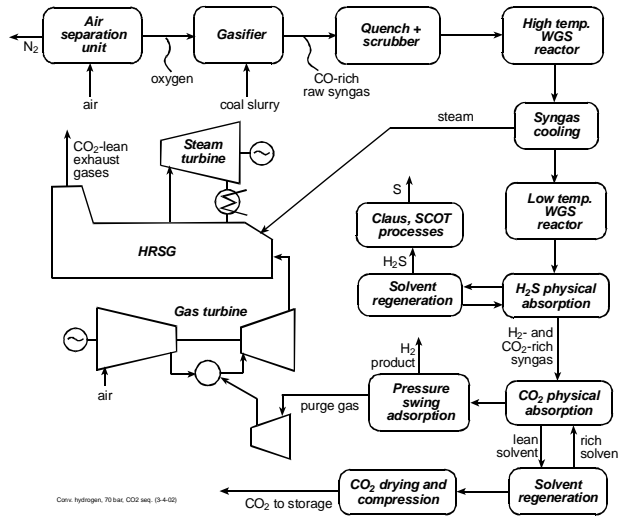 Air
separation
unit
Gasifier
Quench +
scrubber
High temp.
WGS
reactor
N2
oxygen
CO-rich
raw syngas
air
coal slurry
steam
Syngas
cooling
CO2-lean
exhaust
gases
Steam
turbine
S
Low temp.
WGS
reactor
Claus, SCOT
processes
HRSG
H2S
Solvent
regeneration
H2S physical
absorption
Gas turbine
H2- and
CO2-rich
syngas
H2
product
air
purge gas
Pressure
swing
adsorption
CO2 physical
absorption
lean
solvent
rich
solven
CO2 drying and
compression
Solvent
regeneration
CO2 to storage
Conv. hydrogen, 70 bar, CO2 seq. (3-4-02)